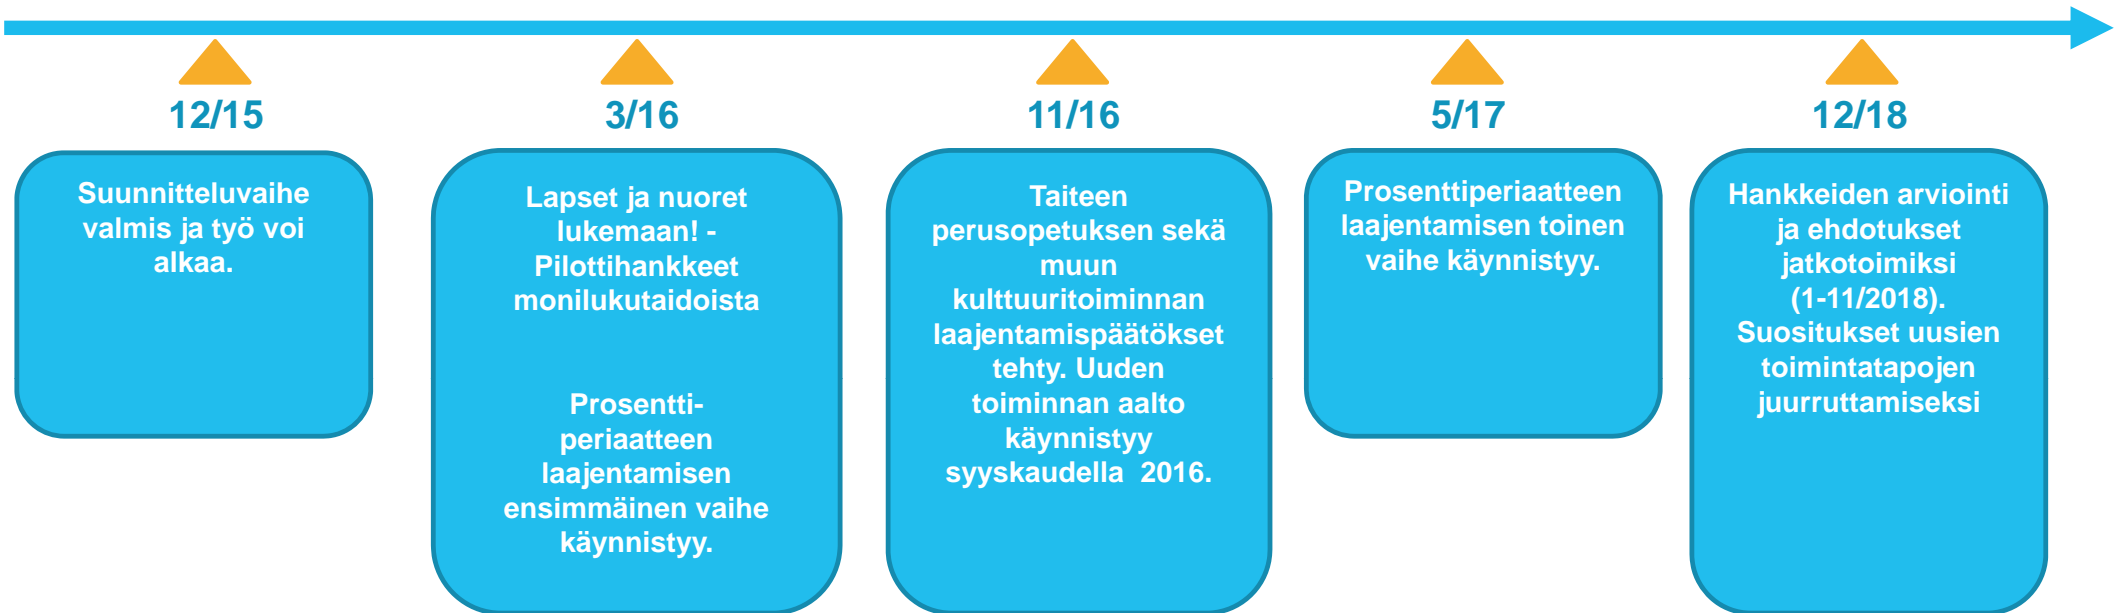 12/15
Suunnitteluvaihe
valmis ja työ voi
alkaa.
3/16
Lapset ja nuoret
lukemaan! -
Pilottihankkeet
monilukutaidoista
Prosentti-
periaatteen
laajentamisen
ensimmäinen vaihe
käynnistyy.
11/16
Taiteen
perusopetuksen sekä
muun
kulttuuritoiminnan
laajentamispäätökset
tehty. Uuden
toiminnan aalto
käynnistyy
syyskaudella 2016.
5/17
Prosenttiperiaatteen
laajentamisen toinen
vaihe käynnistyy.
12/18
Hankkeiden arviointi
ja ehdotukset
jatkotoimiksi
(1-11/2018).
Suositukset uusien
toimintatapojen
juurruttamiseksi